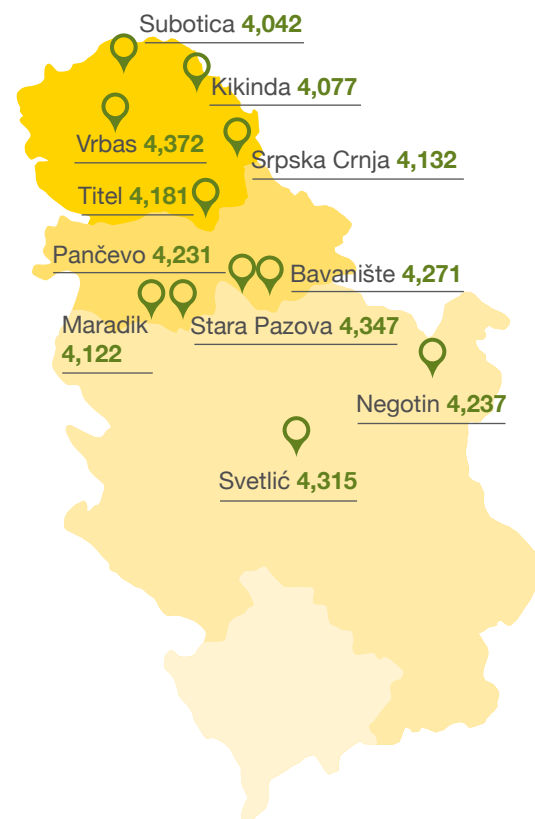 Subotica 4,042
Kikinda 4,077
Vrbas 4,372
Srpska Crnja 4,132
Titel 4,181
Pančevo 4,231
Bavanište 4,271
Maradik
4,122
Stara Pazova 4,347
Negotin 4,237
Svetlić 4,315